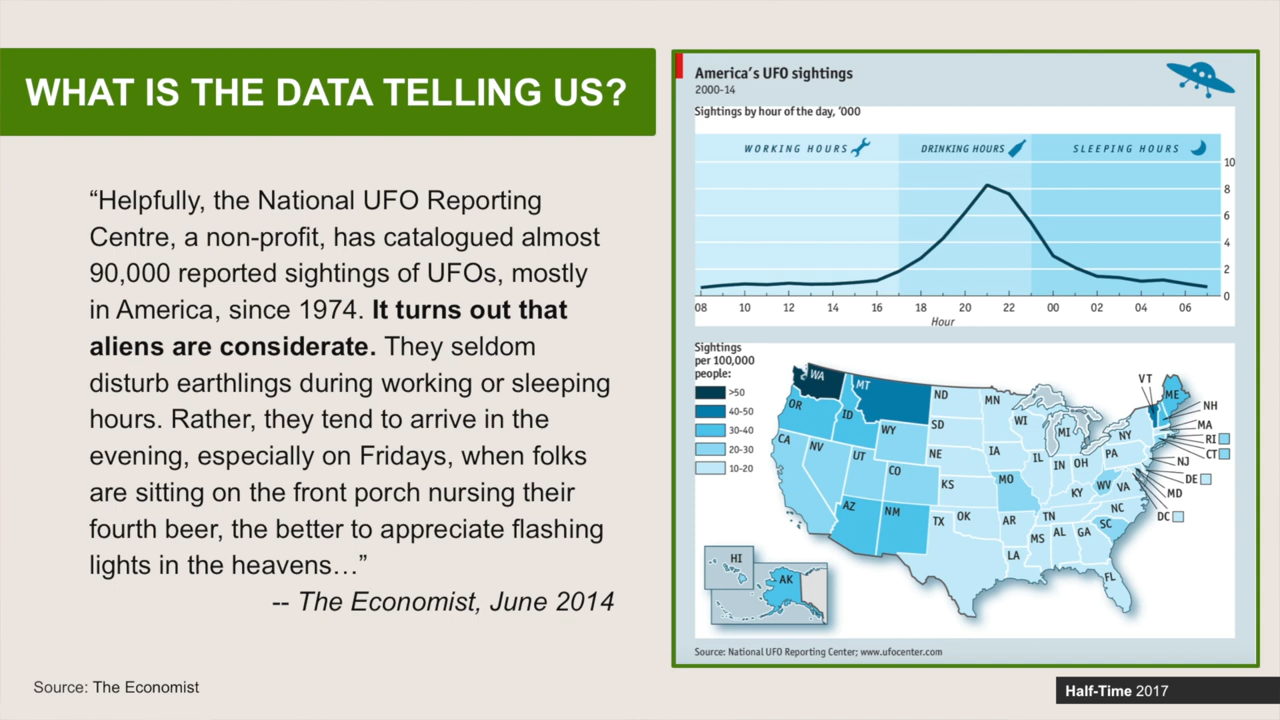 WHAT IS THE DATA TELLING US?
“Helpfully, the National UFO Reporting
Centre, a non-profit, has catalogued almost
90,000 reported sightings of UFOs, mostly
in America, since 1974. It turns out that
aliens are considerate. They seldom
disturb earthlings during working or sleeping
hours. Rather, they tend to arrive in the
evening, especially on Fridays, when folks
are sitting on the front porch nursing their
fourth beer, the better to appreciate flashing
lights in the heavens…”
-- The Economist, June 2014
Source: The Economist
America's UFO sightings
2000-14
Sightings by hour of the day, '000
WORKING HOURS DRINKING HOURS SLEEPING HOURS
10
8
6
4
2
0
08 10 12 14 16 18 20 22 00 02 04 06
Hour
Sightings
per 100,000
people:
>50
40-50
30-40
20-30
10-20
WA MT ND MN VT ME
OR ID SD WI MI NY NH
WY MA
CA NV NE IA PA RI
UT IL IN OH CT
CO NJ
KS MO WV VA DE
KY MD
AZ NM OK AR TN NC DC
TX SC
MS AL GA
LA
HI FL
AK
Source: National UFO Reporting Center; www.ufocenter.com
Half-Time 2017